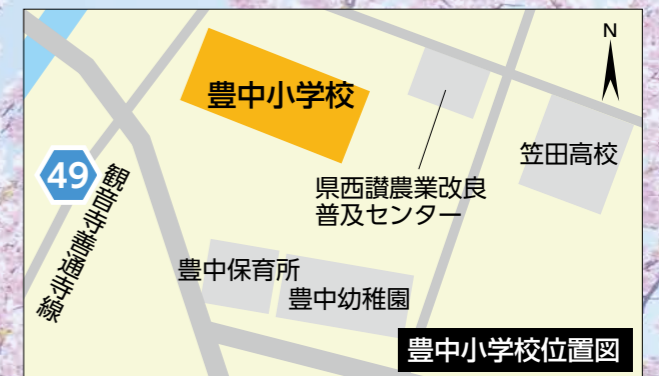 N
豊中小学校
笠田高校
県西讃農業改良
普及センター
49
観音寺善通寺線
豊中保育所
豊中幼稚園
豊中小学校位置図